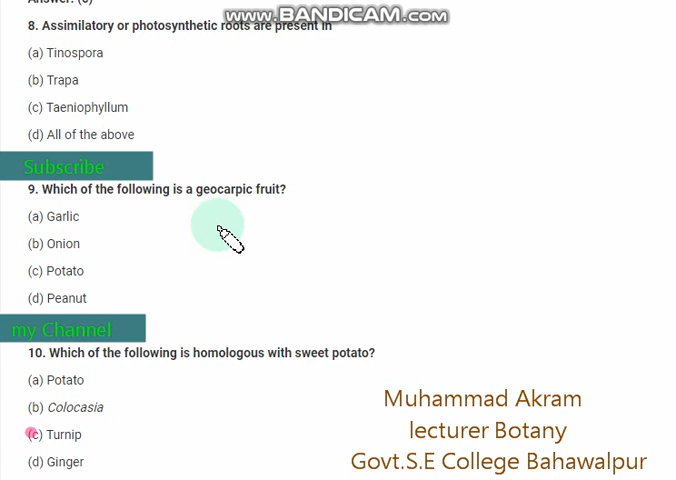 www.BANDICAM.com
8. Assimilatory or photosynthetic roots are present in
(a) Tinospora
(b) Trapa
(c) Taeniophyllum
(d) All of the above
Subscribe
9. Which of the following is a geocarpic fruit?
(a) Garlic
(b) Onion
(c) Potato
(d) Peanut
my Channel
10. Which of the following is homologous with sweet potato?
(a) Potato
(b) Colocasia
(c) Turnip
(d) Ginger
Muhammad Akram
lecturer Botany
Govt.S.E College Bahawalpur